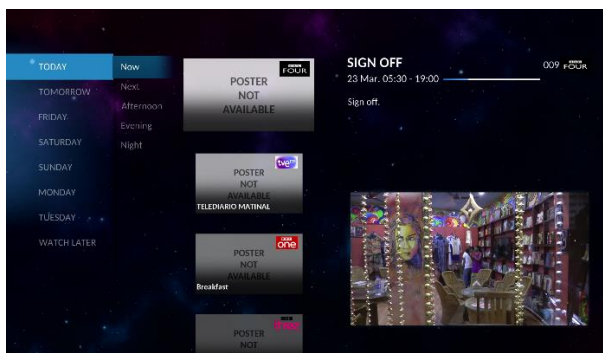 TODAY
TOMORROW
FRIDAY
SATURDAY
SUNDAY
MONDAY
TUESDAY
WATCH LATER
Now
Next
Afternoon
Evening
Night
BBC
FOUR
POSTER
NOT
AVAILABLE
tve
POSTER
NOT
AVAILABLE
TELEDIARIO MATINAL
BBC
one
POSTER
NOT
AVAILABLE
Breakfast
BBC
three
POSTER
NOT
SIGN OFF
009 BBC FOUR
23 Mar. 05:30 - 19:00
Sign off.